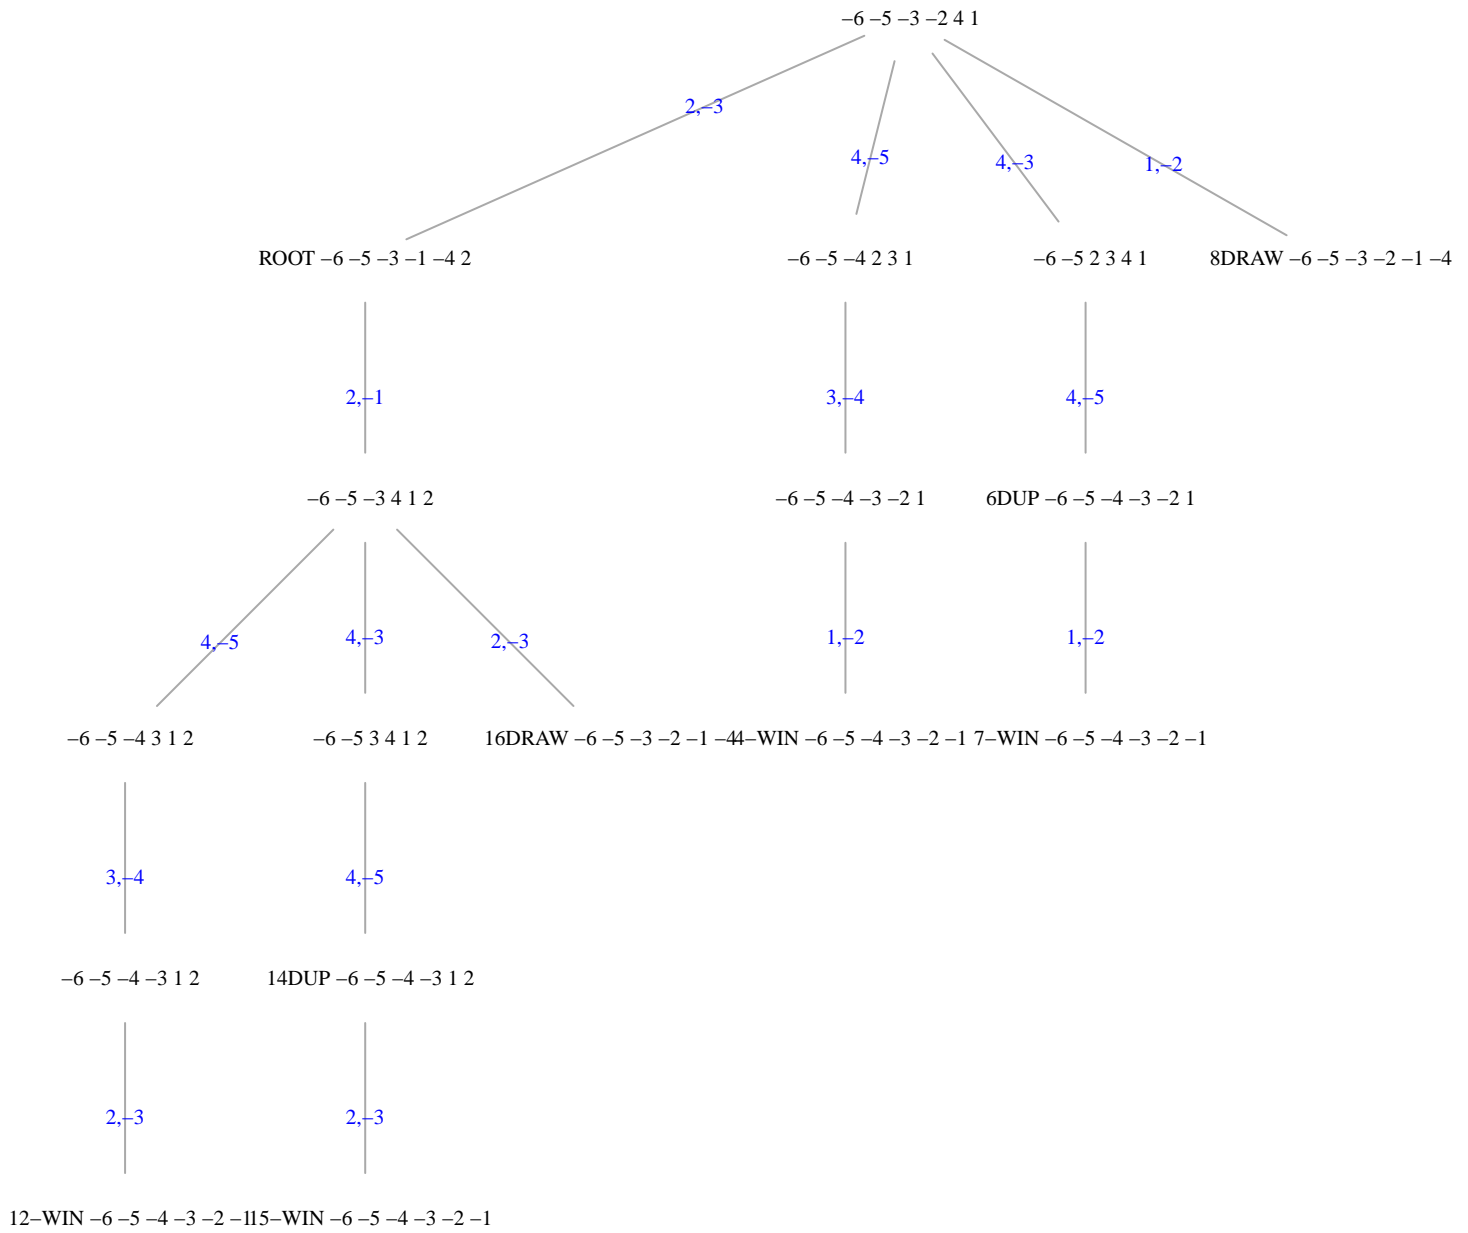 −6 −5 −3 −2 4 1
2,−3
4,−5
4,−3
1,−2
ROOT −6 −5 −3 −1 −4 2
−6 −5 −4 2 3 1
−6 −5 2 3 4 1
8DRAW −6 −5 −3 −2 −1 −4
2,−1
3,−4
4,−5
−6 −5 −3 4 1 2
−6 −5 −4 −3 −2 1
6DUP −6 −5 −4 −3 −2 1
4,−5
4,−3
2,−3
1,−2
1,−2
−6 −5 −4 3 1 2
−6 −5 3 4 1 2
16DRAW −6 −5 −3 −2 −1 −4
4−WIN −6 −5 −4 −3 −2 −1
7−WIN −6 −5 −4 −3 −2 −1
3,−4
4,−5
−6 −5 −4 −3 1 2
14DUP −6 −5 −4 −3 1 2
2,−3
2,−3
12−WIN −6 −5 −4 −3 −2 −1
15−WIN −6 −5 −4 −3 −2 −1